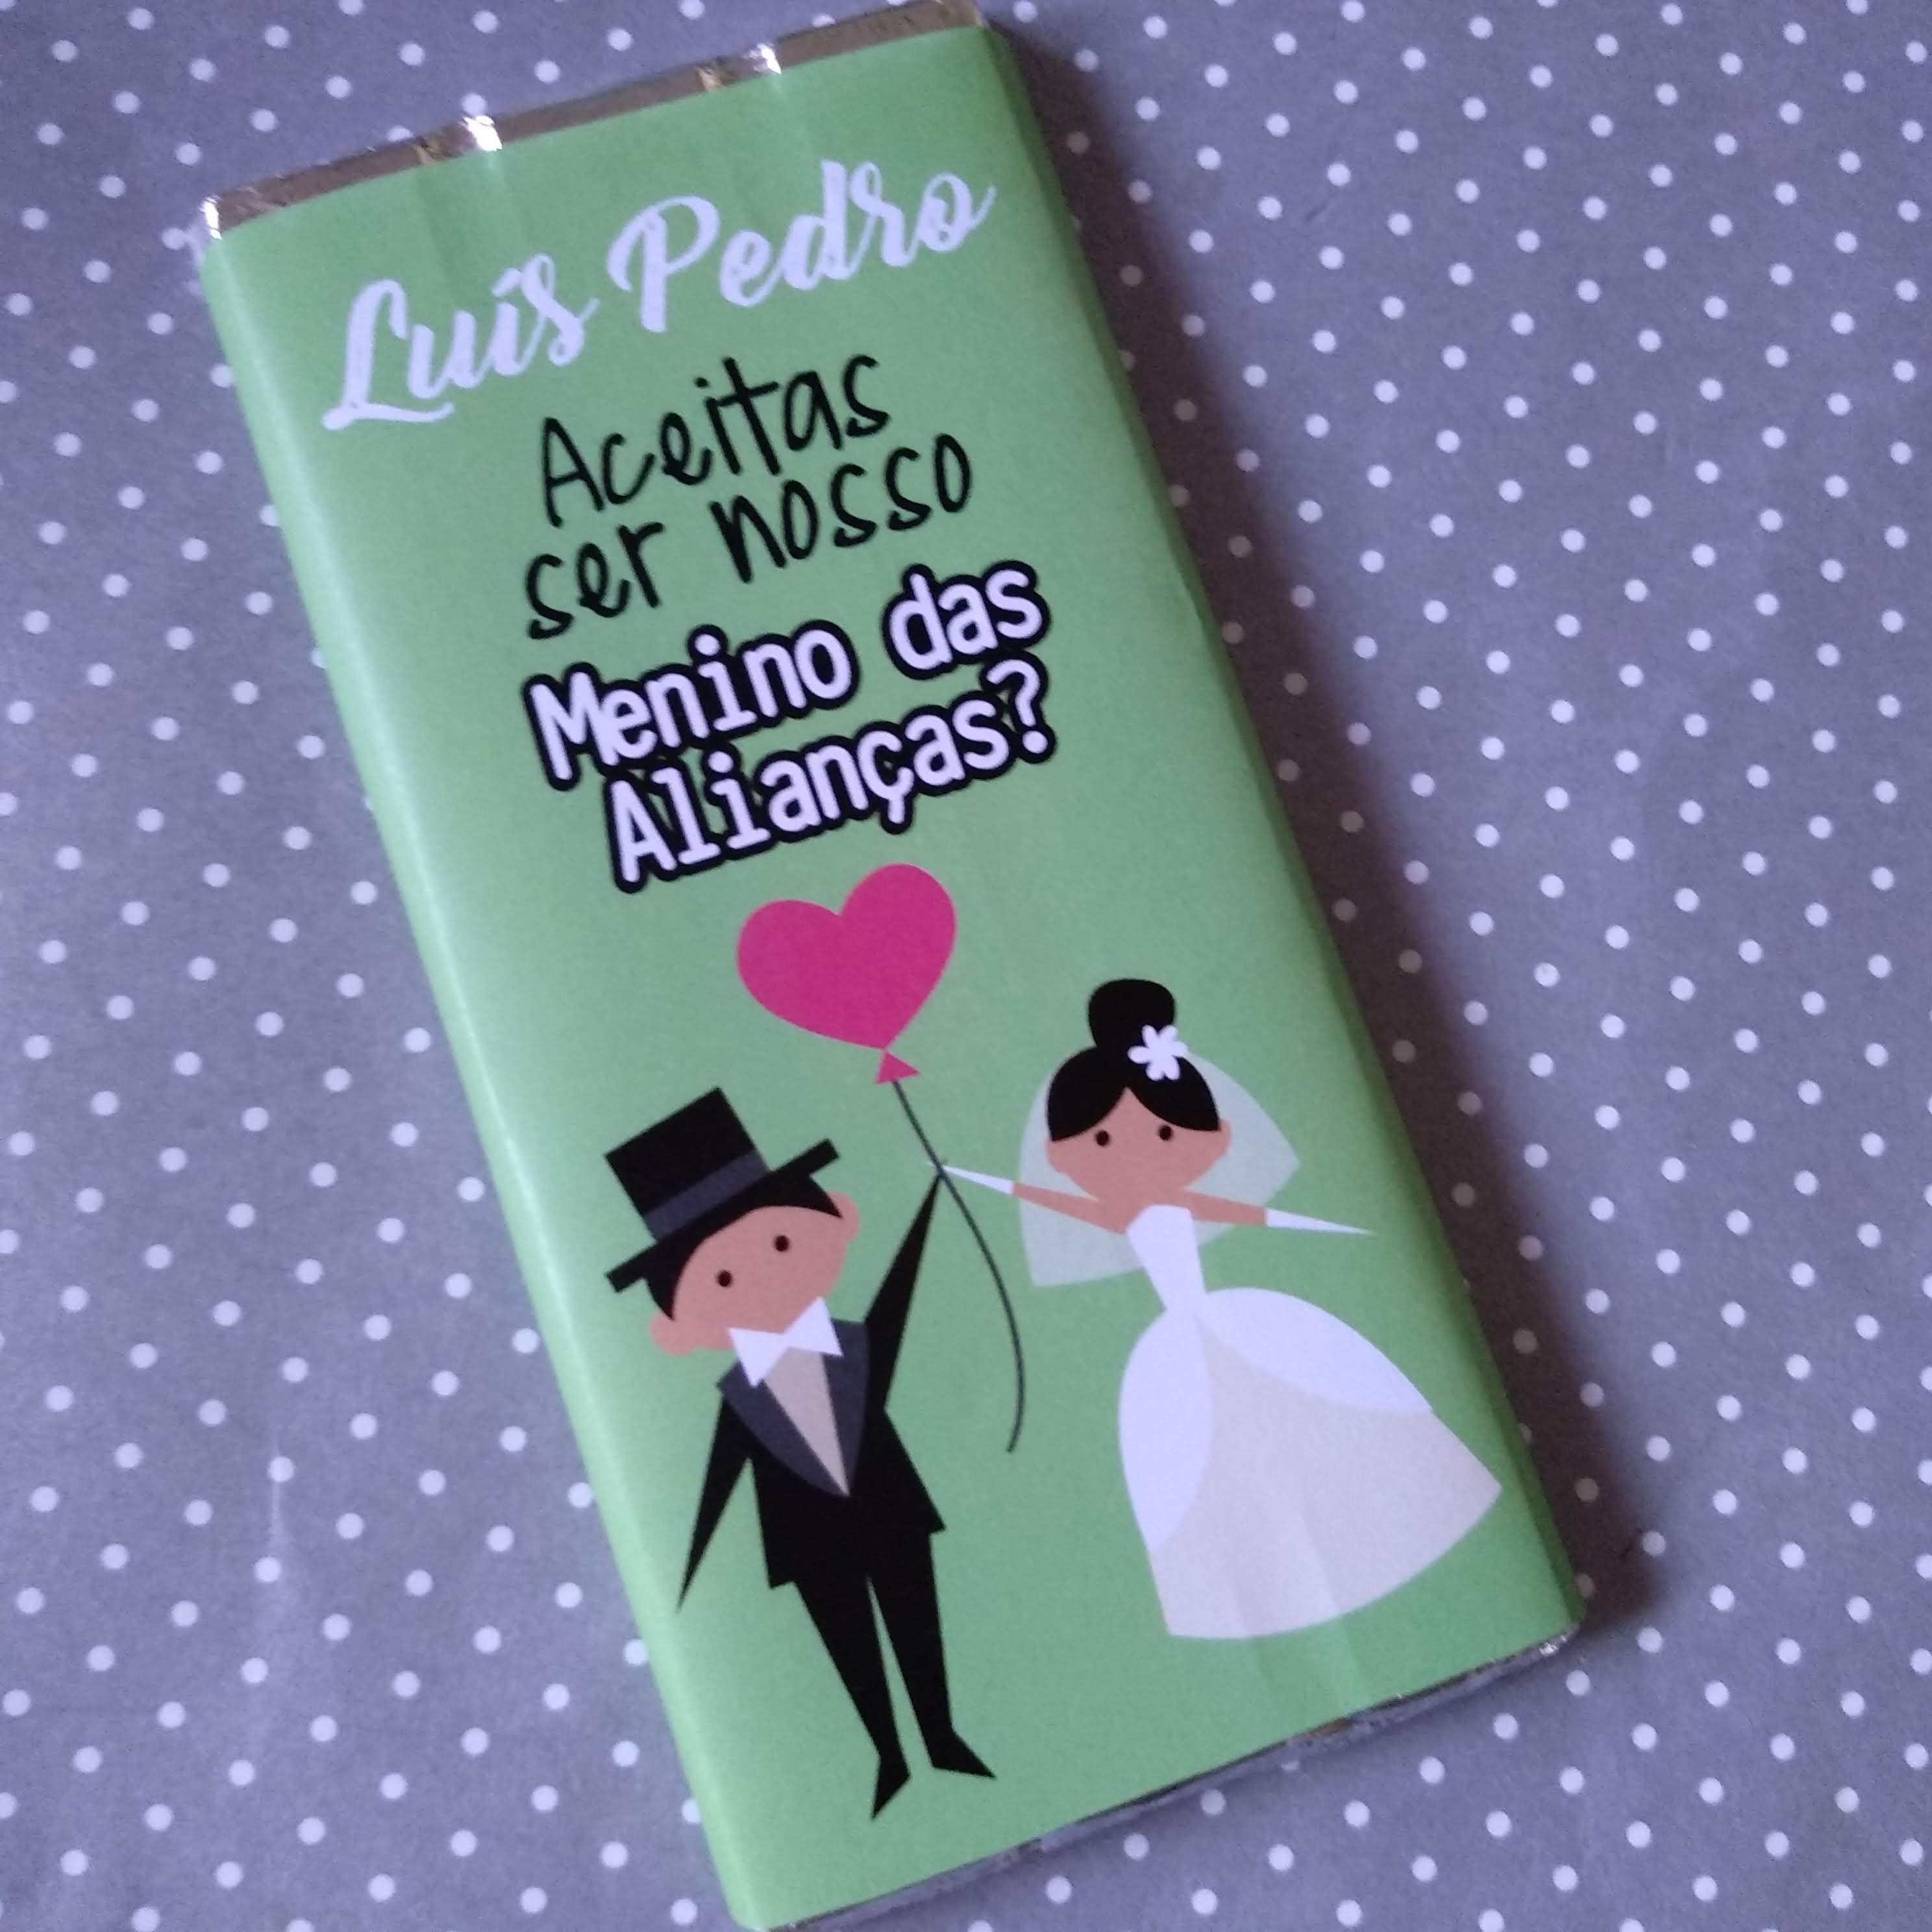 Luís Pedro
Aceitas
ser nosso
Menino das
Alianças?